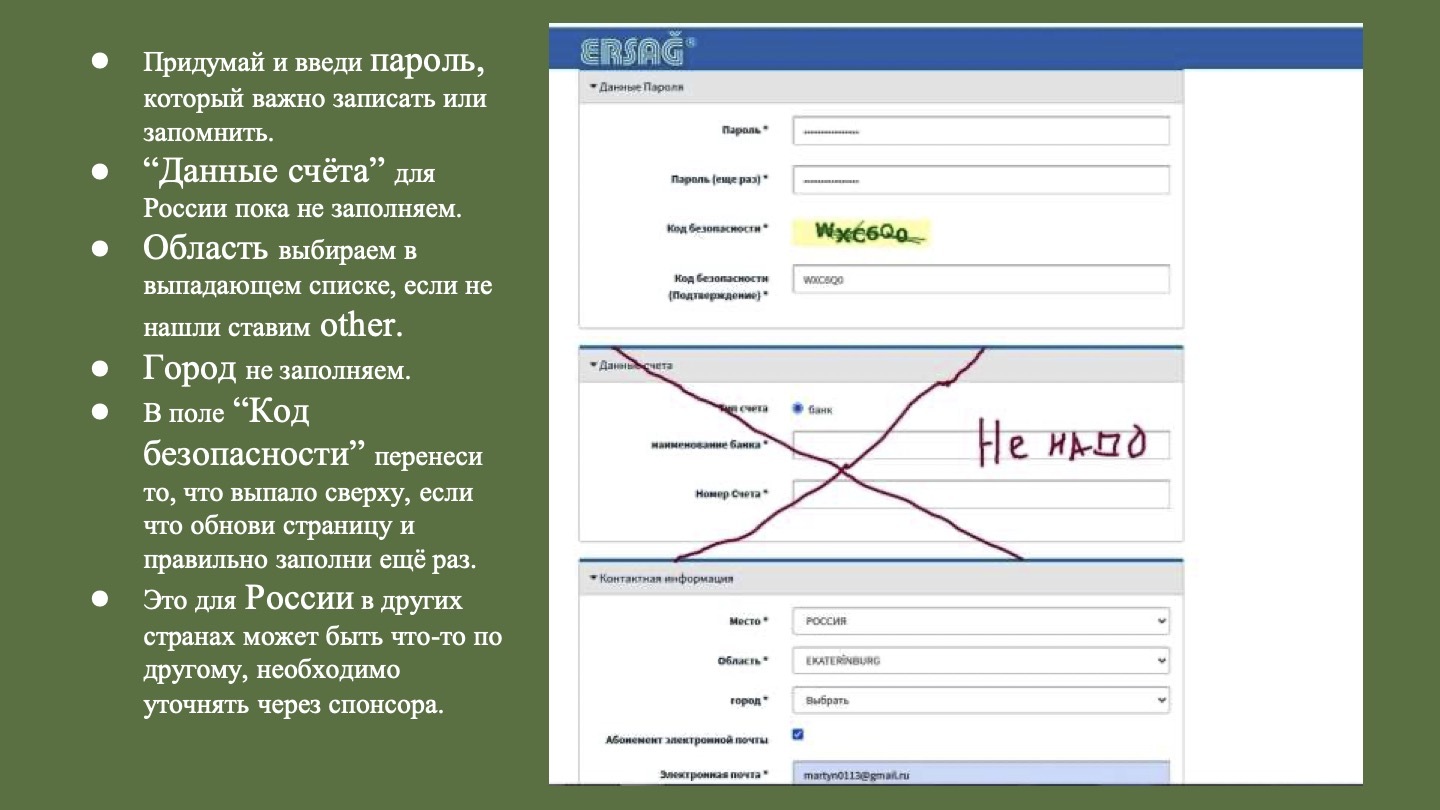 Придумай и введи пароль,
который важно записать или
запомнить.
“Данные счёта” для
России пока не заполняем.
Область выбираем в
выпадающем списке, если не
нашли ставим other.
Город не заполняем.
В поле “Код
безопасности” перенеси
то, что выпало сверху, если
что обнови страницу и
правильно заполни ещё раз.
Это для России в других
странах может быть что-то по
другому, необходимо
уточнять через спонсора.
ERSAĞ®
Данные Пароля
Пароль *
Пароль (еще раз) *
Код безопасности * WXC6Q0
Код безопасности
(Подтверждение) * WXC6Q0
Данные счета
Тип счета банк
наименование банка *
Не надо
Номер Счета *
Контактная информация
Место * РОССИЯ
Область * EKATERİNBURG
город * Выбрать
Абонемент электронной почты
Электронная почта * martyn0113@gmail.ru